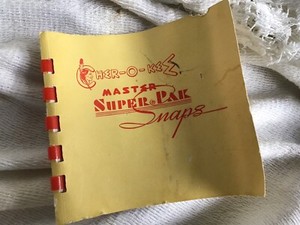 CHER-O-KEE
MASTER
SUPER PAK
Snaps